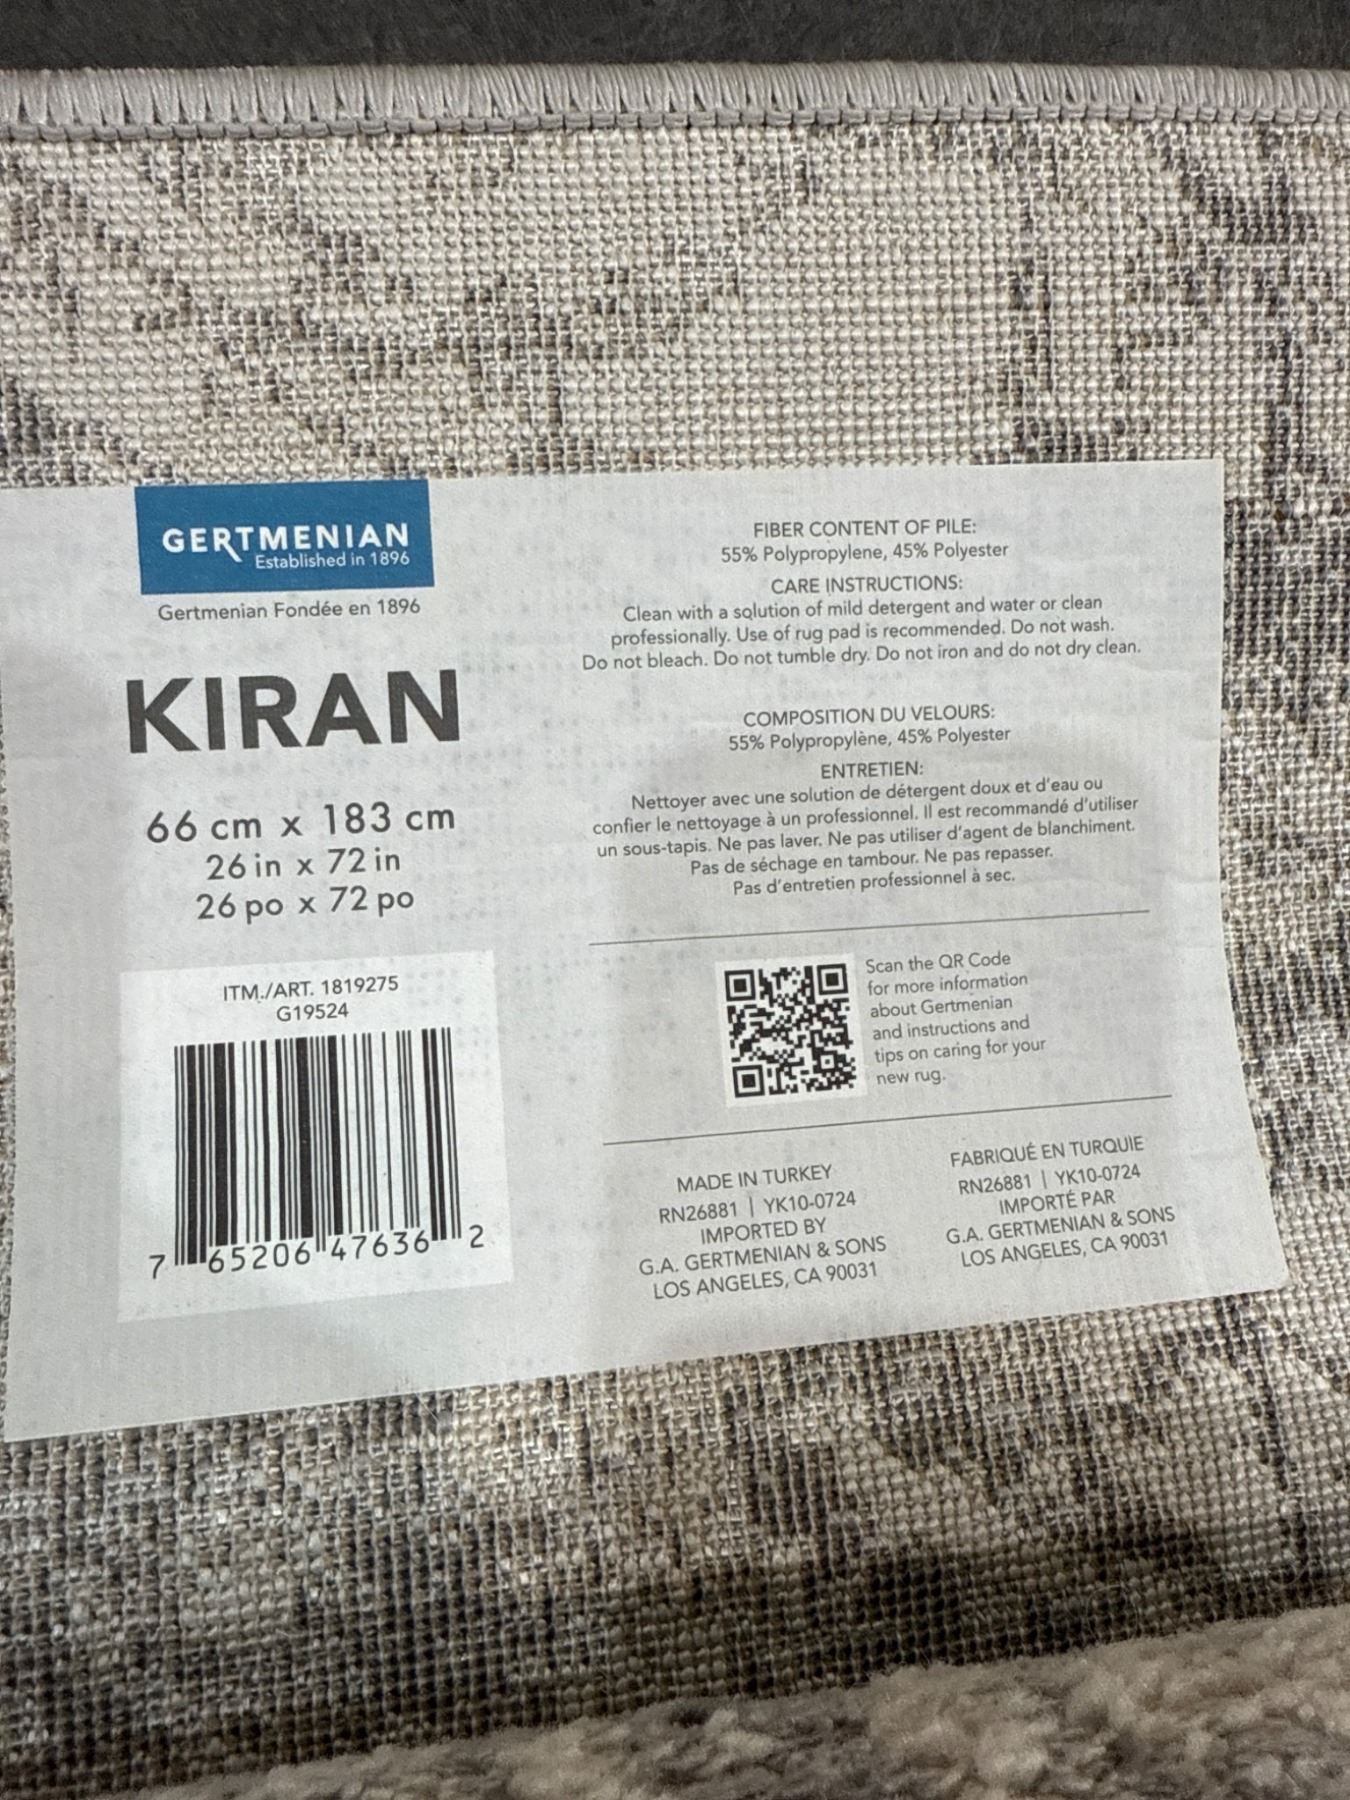 GERTMENIAN
Established in 1896
Gertmenian Fondée en 1896
KIRAN
66 cm x 183 cm
26 in x 72 in
26 po x 72 po
ITM./ART. 1819275
G19524
7 65206 47636 2
FIBER CONTENT OF PILE:
55% Polypropylene, 45% Polyester
CARE INSTRUCTIONS:
Clean with a solution of mild detergent and water or clean
professionally. Use of rug pad is recommended. Do not wash.
Do not bleach. Do not tumble dry. Do not iron and do not dry clean.
COMPOSITION DU VELOURS:
55% Polypropylène, 45% Polyester
ENTRETIEN:
Nettoyer avec une solution de détergent doux et d'eau ou
confier le nettoyage à un professionnel. Il est recommandé d'utiliser
un sous-tapis. Ne pas laver. Ne pas utiliser d'agent de blanchiment.
Pas de séchage en tambour. Ne pas repasser.
Pas d'entretien professionnel à sec.
Scan the QR Code
for more information
about Gertmenian
and instructions and
tips on caring for your
new rug.
MADE IN TURKEY
RN26881 | YK10-0724
IMPORTED BY
G.A. GERTMENIAN & SONS
LOS ANGELES, CA 90031
FABRIQUÉ EN TURQUIE
RN26881 | YK10-0724
IMPORTÉ PAR
G.A. GERTMENIAN & SONS
LOS ANGELES, CA 90031